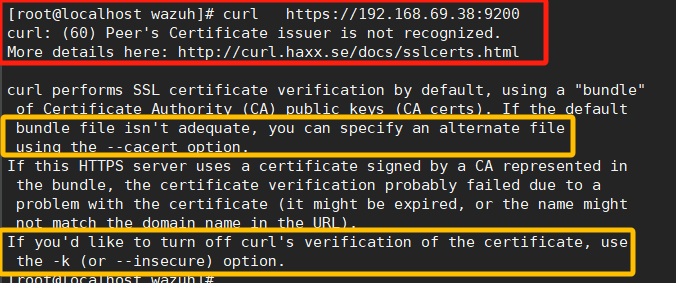 [root@localhost wazuh]# curl   https://192.168.69.38:9200
curl: (60) Peer's Certificate issuer is not recognized.
More details here: http://curl.haxx.se/docs/sslcerts.html
curl performs SSL certificate verification by default, using a "bundle"
of Certificate Authority (CA) public keys (CA certs). If the default
bundle file isn't adequate, you can specify an alternate file
using the --cacert option.
If this HTTPS server uses a certificate signed by a CA represented in
the bundle, the certificate verification probably failed due to a
problem with the certificate (it might be expired, or the name might
not match the domain name in the URL).
If you'd like to turn off curl's verification of the certificate, use
the -k (or --insecure) option.
[root@localhost wazuh]#